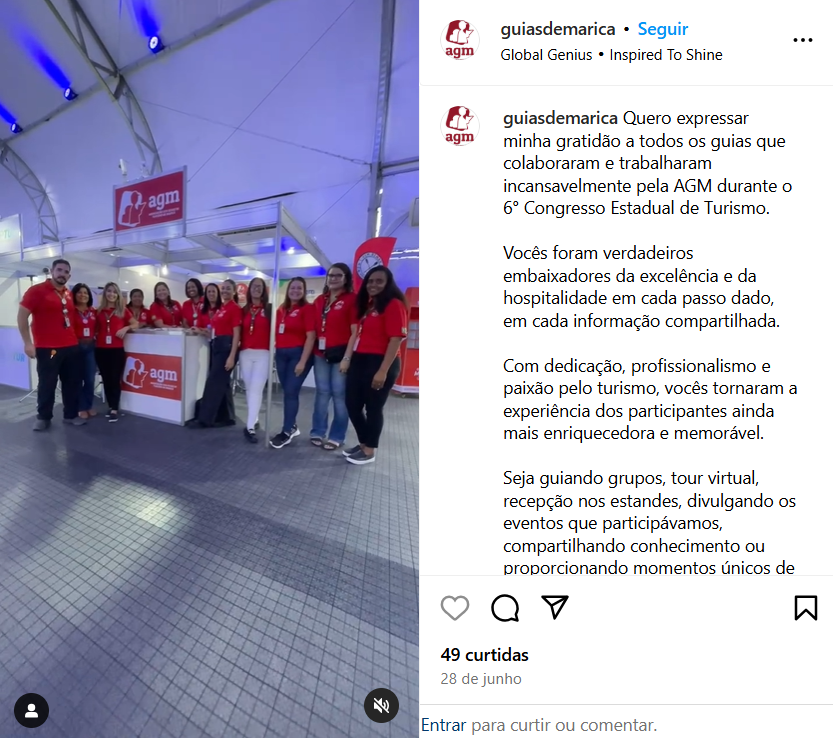 agm
agm
agm
guiasdemarica • Seguir
Global Genius • Inspired To Shine
agm
guiasdemarica Quero expressar
minha gratidão a todos os guias que
colaboraram e trabalharam
incansavelmente pela AGM durante o
6° Congresso Estadual de Turismo.
Vocês foram verdadeiros
embaixadores da excelência e da
hospitalidade em cada passo dado,
em cada informação compartilhada.
Com dedicação, profissionalismo e
paixão pelo turismo, vocês tornaram a
experiência dos participantes ainda
mais enriquecedora e memorável.
Seja guiando grupos, tour virtual,
recepção nos estandes, divulgando os
eventos que participávamos,
compartilhando conhecimento ou
proporcionando momentos únicos de
49 curtidas
28 de junho
Entrar para curtir ou comentar.